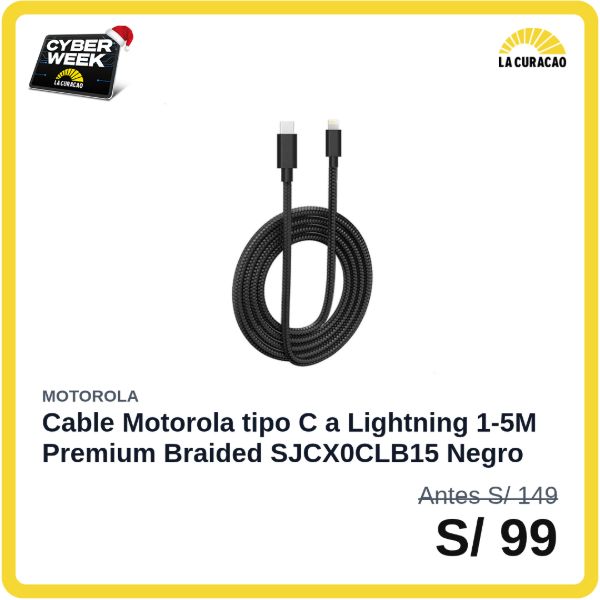 CYBER
WEEK
LA CURACAO
LA CURACAO
MOTOROLA
Cable Motorola tipo C a Lightning 1-5M
Premium Braided SJCX0CLB15 Negro
Antes S/ 149
S/ 99